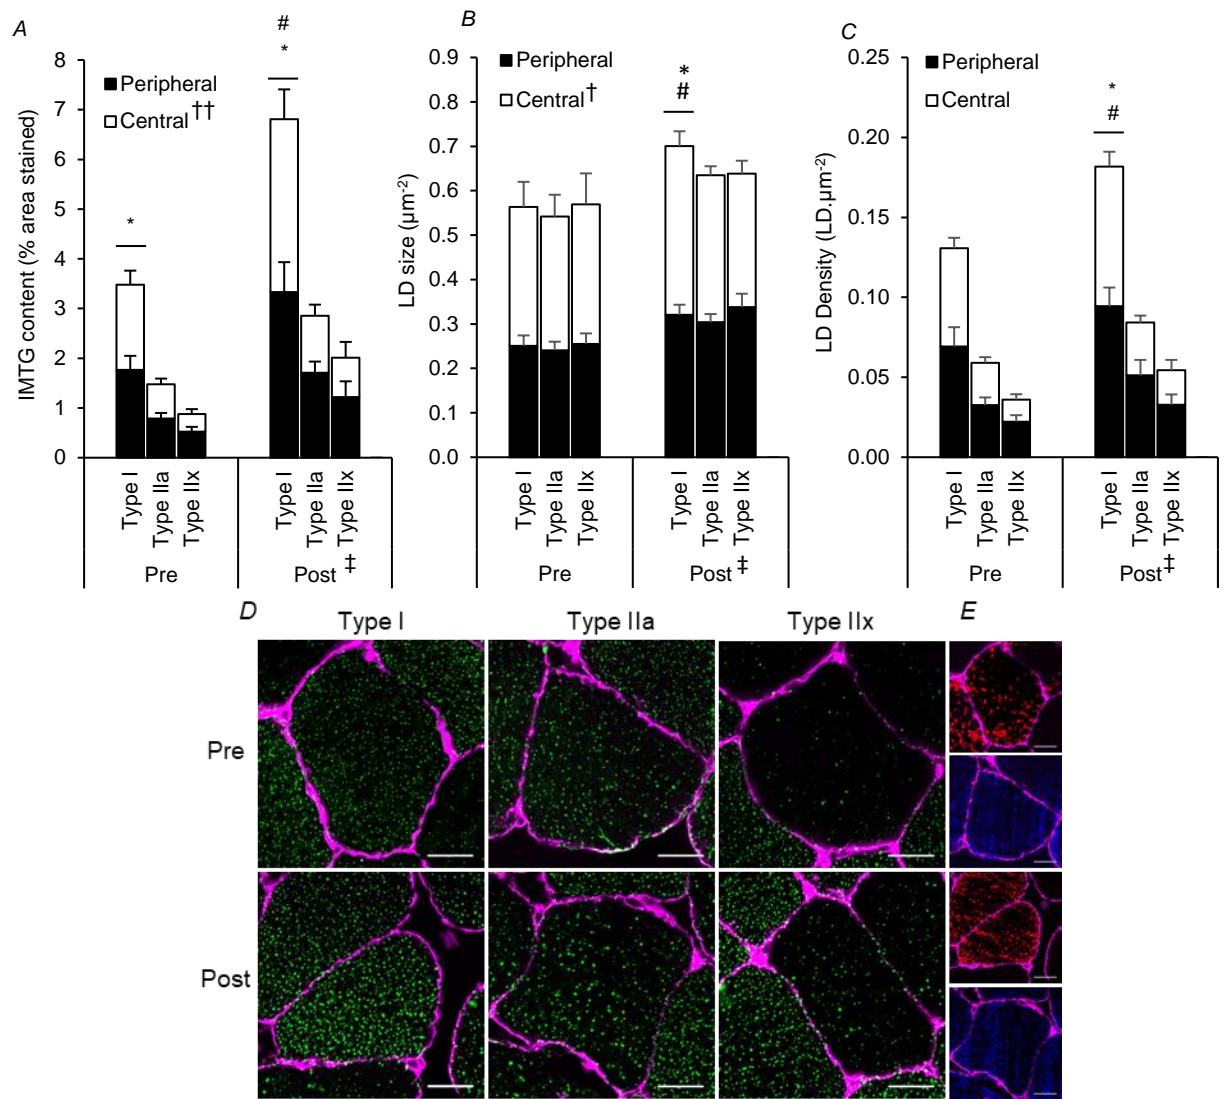 A
#
*
8
7
6
5
4
3
2
1
0
IMTG content (% area stained)
Peripheral
Central††
*
Type I
Type IIa
Type IIx
Type I
Type IIa
Type IIx
Pre
Post ‡
B
0.9
0.8
0.7
0.6
0.5
0.4
0.3
0.2
0.1
0.0
LD size (μm-2)
Peripheral
Central†
*
#
Type I
Type IIa
Type IIx
Type I
Type IIa
Type IIx
Pre
Post ‡
C
0.25
0.20
0.15
0.10
0.05
0.00
LD Density (LD.μm-2)
Peripheral
Central
*
#
Type I
Type IIa
Type IIx
Type I
Type IIa
Type IIx
Pre
Post‡
D
Type I
Type IIa
Type IIx
E
Pre
Post